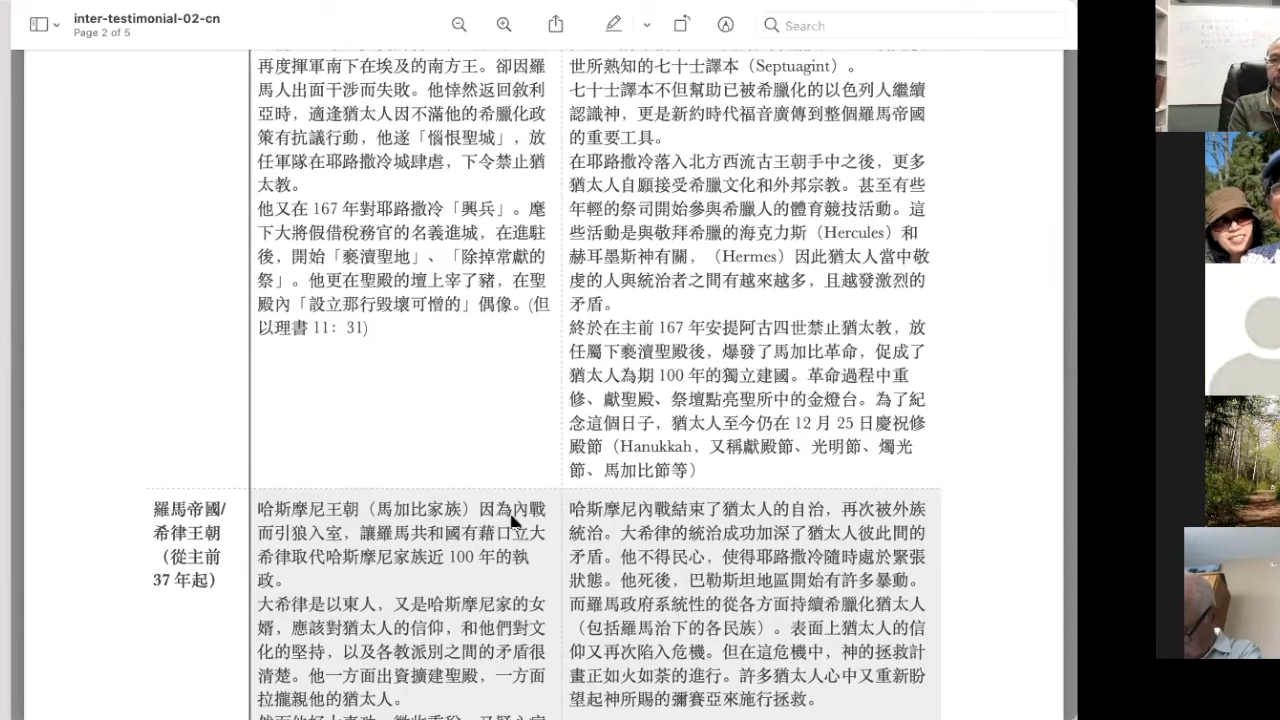 inter-testimonial-02-cn
Page 2 of 5
Search
再度揮軍南下在埃及的南方王。卻因羅
馬人出面干涉而失敗。他悻然返回敘利
亞時，適逢猶太人因不滿他的希臘化政
策有抗議行動，他遂「惱恨聖城」，放
任軍隊在耶路撒冷城肆虐，下令禁止猶
太教。
他又在 167 年對耶路撒冷「興兵」。麾
下大將假借稅務官的名義進城，在進駐
後，開始「褻瀆聖地」、「除掉常獻的
祭」。他更在聖殿的壇上宰了豬，在聖
殿內「設立那行毀壞可憎的」偶像。(但
以理書 11：31)
世所熟知的七十士譯本（Septuagint）。
七十士譯本不但幫助已被希臘化的以色列人繼續
認識神，更是新約時代福音廣傳到整個羅馬帝國
的重要工具。
在耶路撒冷落入北方西流古王朝手中之後，更多
猶太人自願接受希臘文化和外邦宗教。甚至有些
年輕的祭司開始參與希臘人的體育競技活動。這
些活動是與敬拜希臘的海克力斯（Hercules）和
赫耳墨斯神有關，（Hermes）因此猶太人當中敬
虔的人與統治者之間有越來越多，且越發激烈的
矛盾。
終於在主前 167 年安提阿古四世禁止猶太教，放
任屬下褻瀆聖殿後，爆發了馬加比革命，促成了
猶太人為期 100 年的獨立建國。革命過程中重
修、獻聖殿、祭壇點亮聖所中的金燈台。為了紀
念這個日子，猶太人至今仍在 12 月 25 日慶祝修
殿節（Hanukkah，又稱獻殿節、光明節、燭光
節、馬加比節等）
羅馬帝國/
希律王朝
（從主前
37 年起）
哈斯摩尼王朝（馬加比家族）因為內戰
而引狼入室，讓羅馬共和國有藉口立大
希律取代哈斯摩尼家族近 100 年的執
政。
大希律是以東人，又是哈斯摩尼家的女
婿，應該對猶太人的信仰，和他們對文
化的堅持，以及各教派別之間的矛盾很
清楚。他一方面出資擴建聖殿，一方面
拉攏親他的猶太人。
哈斯摩尼內戰結束了猶太人的自治，再次被外族
統治。大希律的統治成功加深了猶太人彼此間的
矛盾。他不得民心，使得耶路撒冷隨時處於緊張
狀態。他死後，巴勒斯坦地區開始有許多暴動。
而羅馬政府系統性的從各方面持續希臘化猶太人
（包括羅馬治下的各民族）。表面上猶太人的信
仰又再次陷入危機。但在這危機中，神的拯救計
畫正如火如荼的進行。許多猶太人心中又重新盼
望起神所賜的彌賽亞來施行拯救。